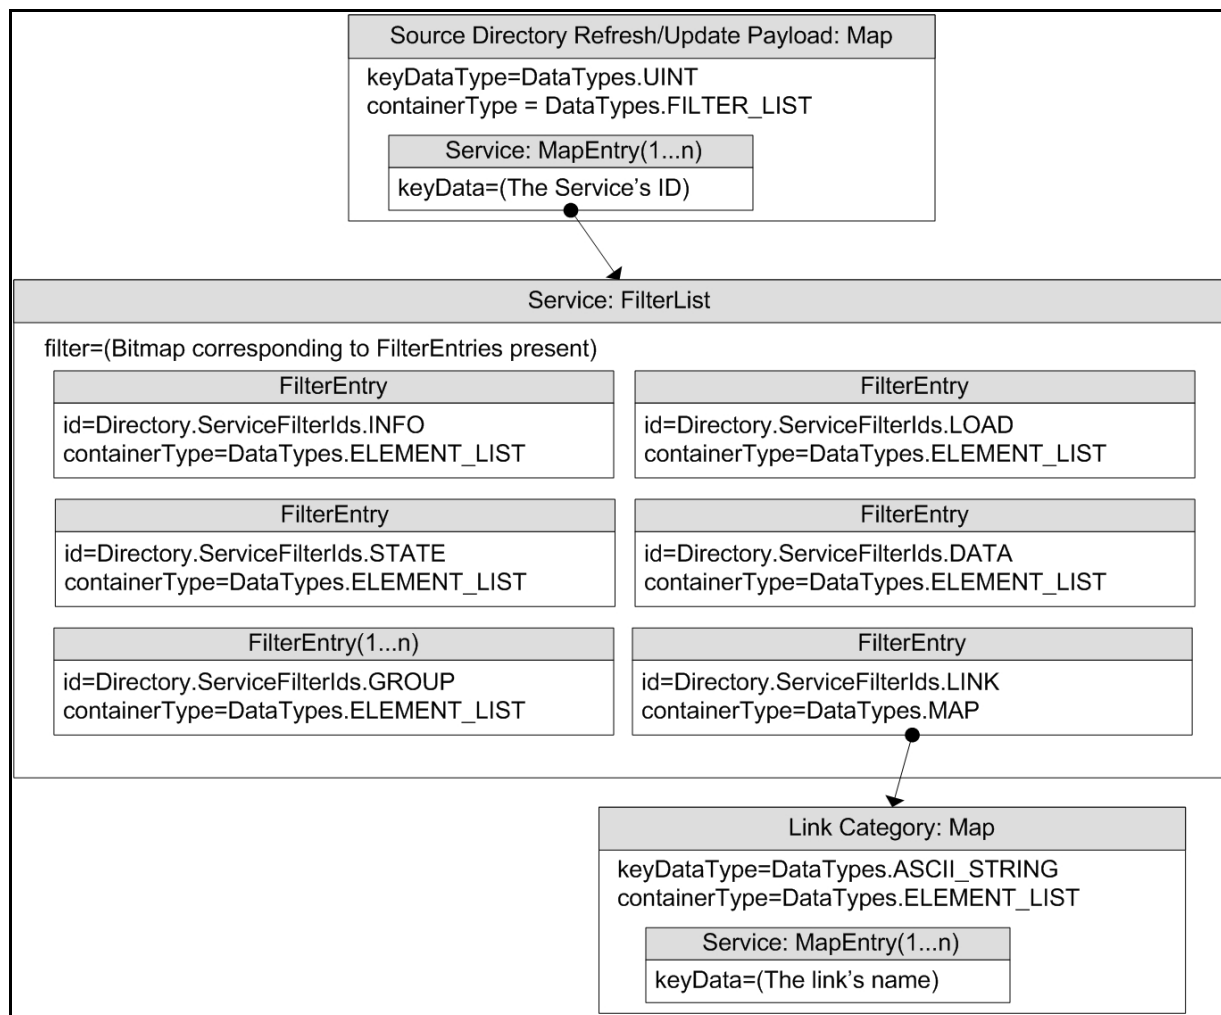 Source Directory Refresh/Update Payload: Map
keyDataType=DataTypes.UINT
containerType = DataTypes.FILTER_LIST
Service: MapEntry(1...n)
keyData=(The Service's ID)
Service: FilterList
filter=(Bitmap corresponding to FilterEntries present)
FilterEntry
id=Directory.ServiceFilterIds.INFO
containerType=DataTypes.ELEMENT_LIST
FilterEntry
id=Directory.ServiceFilterIds.LOAD
containerType=DataTypes.ELEMENT_LIST
FilterEntry
id=Directory.ServiceFilterIds.STATE
containerType=DataTypes.ELEMENT_LIST
FilterEntry
id=Directory.ServiceFilterIds.DATA
containerType=DataTypes.ELEMENT_LIST
FilterEntry(1...n)
id=Directory.ServiceFilterIds.GROUP
containerType=DataTypes.ELEMENT_LIST
FilterEntry
id=Directory.ServiceFilterIds.LINK
containerType=DataTypes.MAP
Link Category: Map
keyDataType=DataTypes.ASCII_STRING
containerType=DataTypes.ELEMENT_LIST
Service: MapEntry(1...n)
keyData=(The link's name)